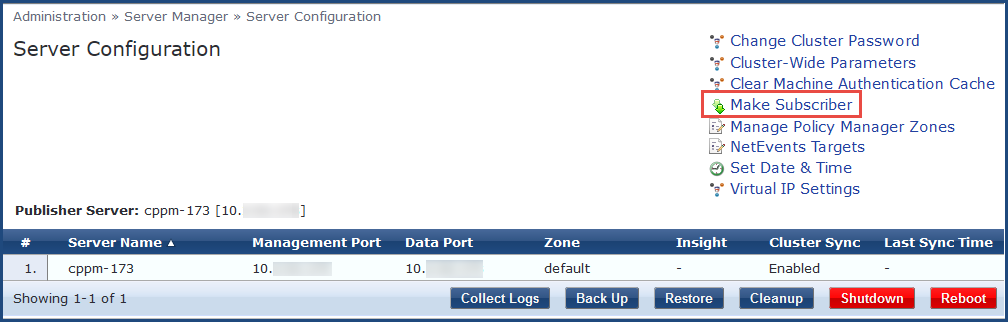 Administration » Server Manager » Server Configuration
Server Configuration
Change Cluster Password
Cluster-Wide Parameters
Clear Machine Authentication Cache
Make Subscriber
Manage Policy Manager Zones
NetEvents Targets
Set Date & Time
Virtual IP Settings
Publisher Server: cppm-173 [10. ]
# Server Name ▲ Management Port Data Port Zone Insight Cluster Sync Last Sync Time
1. cppm-173 10. 10. default - Enabled -
Showing 1-1 of 1 Collect Logs Back Up Restore Cleanup Shutdown Reboot